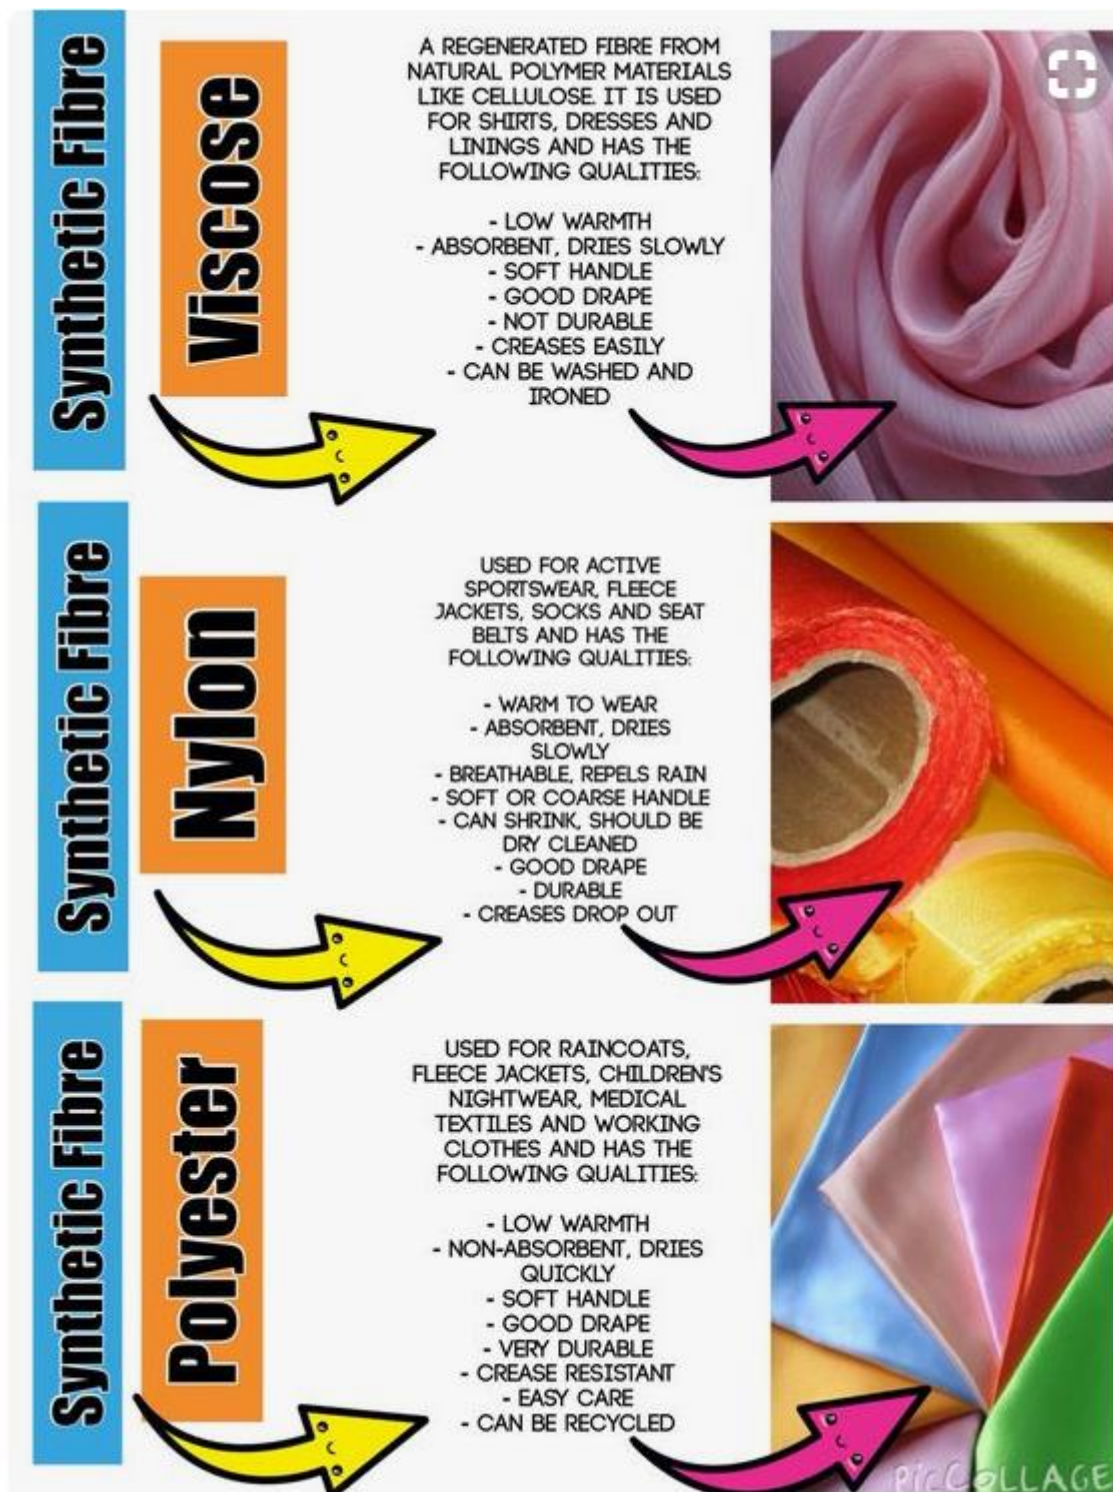 Synthetic Fibre
Viscose
A REGENERATED FIBRE FROM
NATURAL POLYMER MATERIALS
LIKE CELLULOSE. IT IS USED
FOR SHIRTS, DRESSES AND
LININGS AND HAS THE
FOLLOWING QUALITIES:
- LOW WARMTH
- ABSORBENT, DRIES SLOWLY
- SOFT HANDLE
- GOOD DRAPE
- NOT DURABLE
- CREASES EASILY
- CAN BE WASHED AND
IRONED
Synthetic Fibre
Nylon
USED FOR ACTIVE
SPORTSWEAR, FLEECE
JACKETS, SOCKS AND SEAT
BELTS AND HAS THE
FOLLOWING QUALITIES:
- WARM TO WEAR
- ABSORBENT, DRIES
SLOWLY
- BREATHABLE, REPELS RAIN
- SOFT OR COARSE HANDLE
- CAN SHRINK, SHOULD BE
DRY CLEANED
- GOOD DRAPE
- DURABLE
- CREASES DROP OUT
Synthetic Fibre
Polyester
USED FOR RAINCOATS,
FLEECE JACKETS, CHILDREN'S
NIGHTWEAR, MEDICAL
TEXTILES AND WORKING
CLOTHES AND HAS THE
FOLLOWING QUALITIES:
- LOW WARMTH
- NON-ABSORBENT, DRIES
QUICKLY
- SOFT HANDLE
- GOOD DRAPE
- VERY DURABLE
- CREASE RESISTANT
- EASY CARE
- CAN BE RECYCLED
PIC COLLAGE